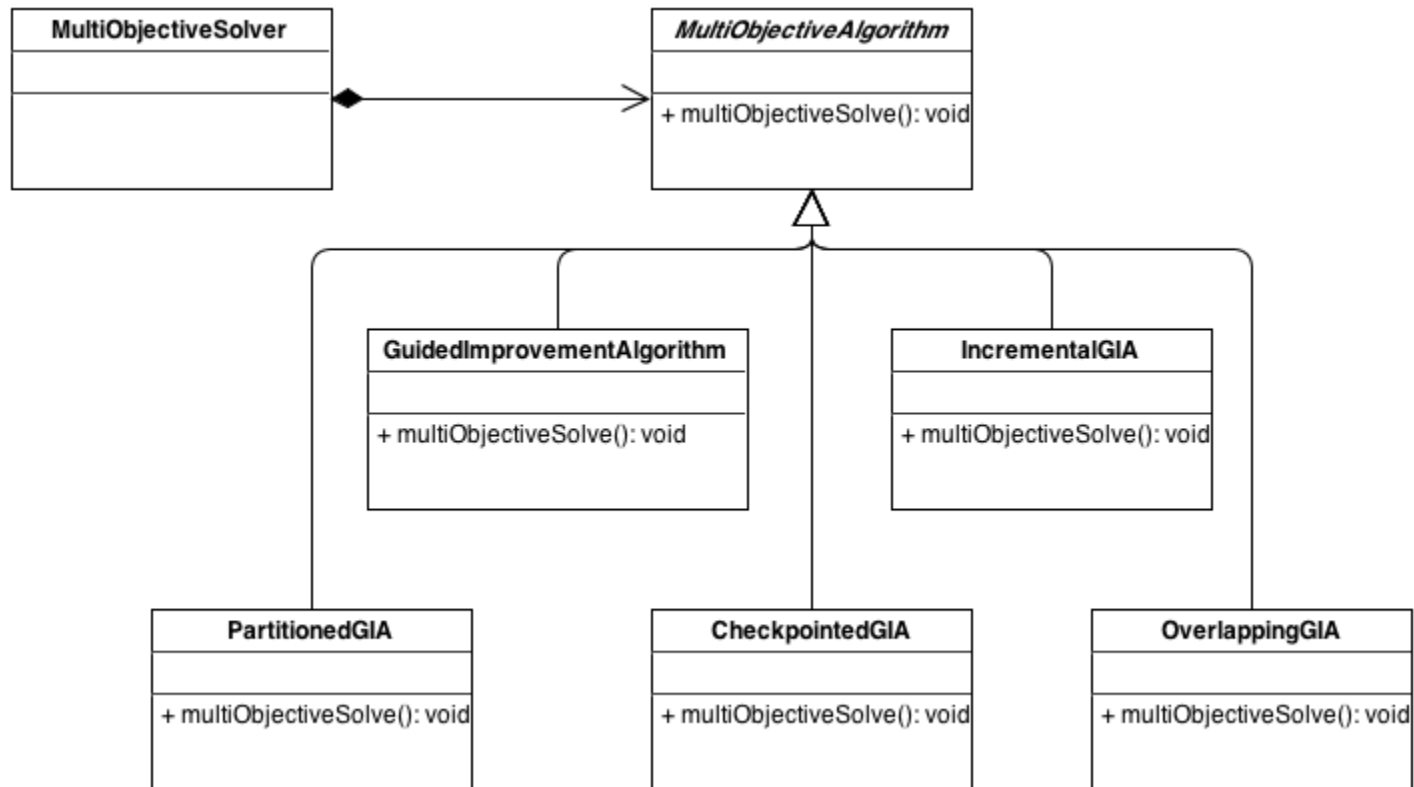 MultiObjectiveSolver
MultiObjectiveAlgorithm
+ multiObjectiveSolve(): void
GuidedImprovementAlgorithm
+ multiObjectiveSolve(): void
IncrementalGIA
+ multiObjectiveSolve(): void
PartitionedGIA
+ multiObjectiveSolve(): void
CheckpointedGIA
+ multiObjectiveSolve(): void
OverlappingGIA
+ multiObjectiveSolve(): void